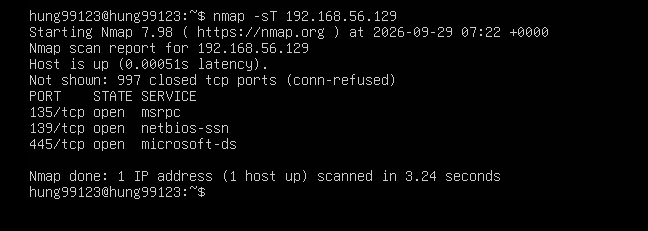 hung99123@hung99123:~$ nmap -sT 192.168.56.129
Starting Nmap 7.98 ( https://nmap.org ) at 2026-09-29 07:22 +0000
Nmap scan report for 192.168.56.129
Host is up (0.00051s latency).
Not shown: 997 closed tcp ports (conn-refused)
PORT    STATE SERVICE
135/tcp open  msrpc
139/tcp open  netbios-ssn
445/tcp open  microsoft-ds

Nmap done: 1 IP address (1 host up) scanned in 3.24 seconds
hung99123@hung99123:~$